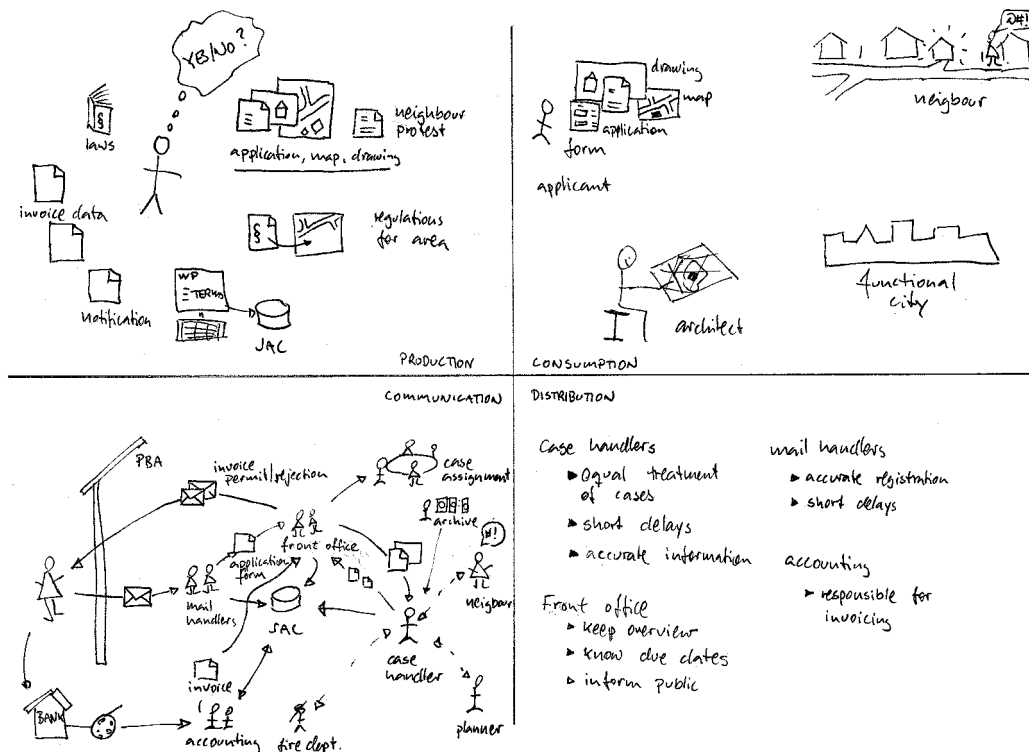 YES/NO?
laws
§
application, map, drawing
neighbour
protest
invoice data
§
regulations
for area
notification
WP
TERMS
SAC
PRODUCTION
drawing
map
application
form
applicant
@#!
neigbour
architect
functional
city
CONSUMPTION
COMMUNICATION
PBA
invoice
permit/rejection
case
assignment
archive
#!
front office
application
form
mail
handlers
SAC
neigbour
case
handler
invoice
BANK
accounting
fire dept.
planner
DISTRIBUTION
Case handlers
equal treatment
of cases
short delays
accurate information
Front office
keep overview
know due dates
inform public
mail handlers
accurate registration
short delays
accounting
responsible for
invoicing